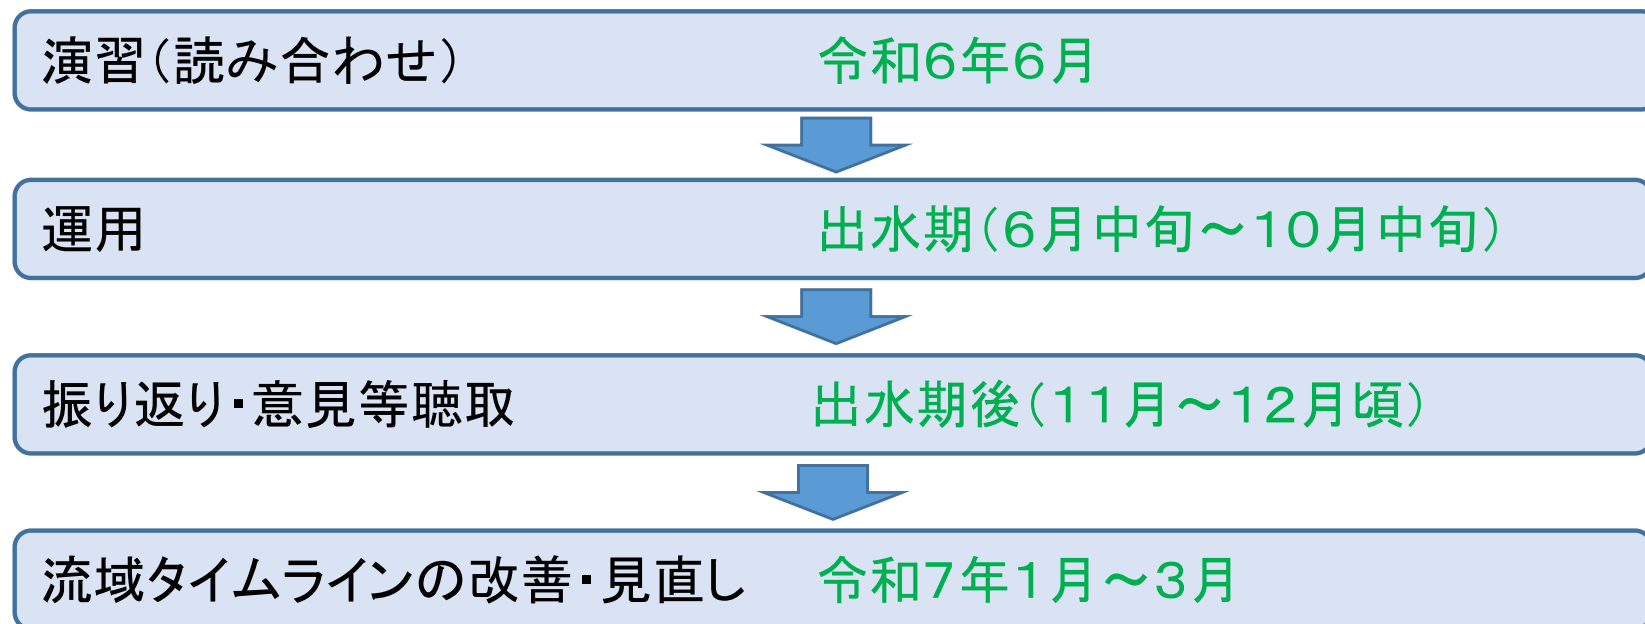 演習（読み合わせ） 令和６年６月
運用 出水期（６月中旬～１０月中旬）
振り返り・意見等聴取 出水期後（１１月～１２月頃）
流域タイムラインの改善・見直し 令和７年１月～３月